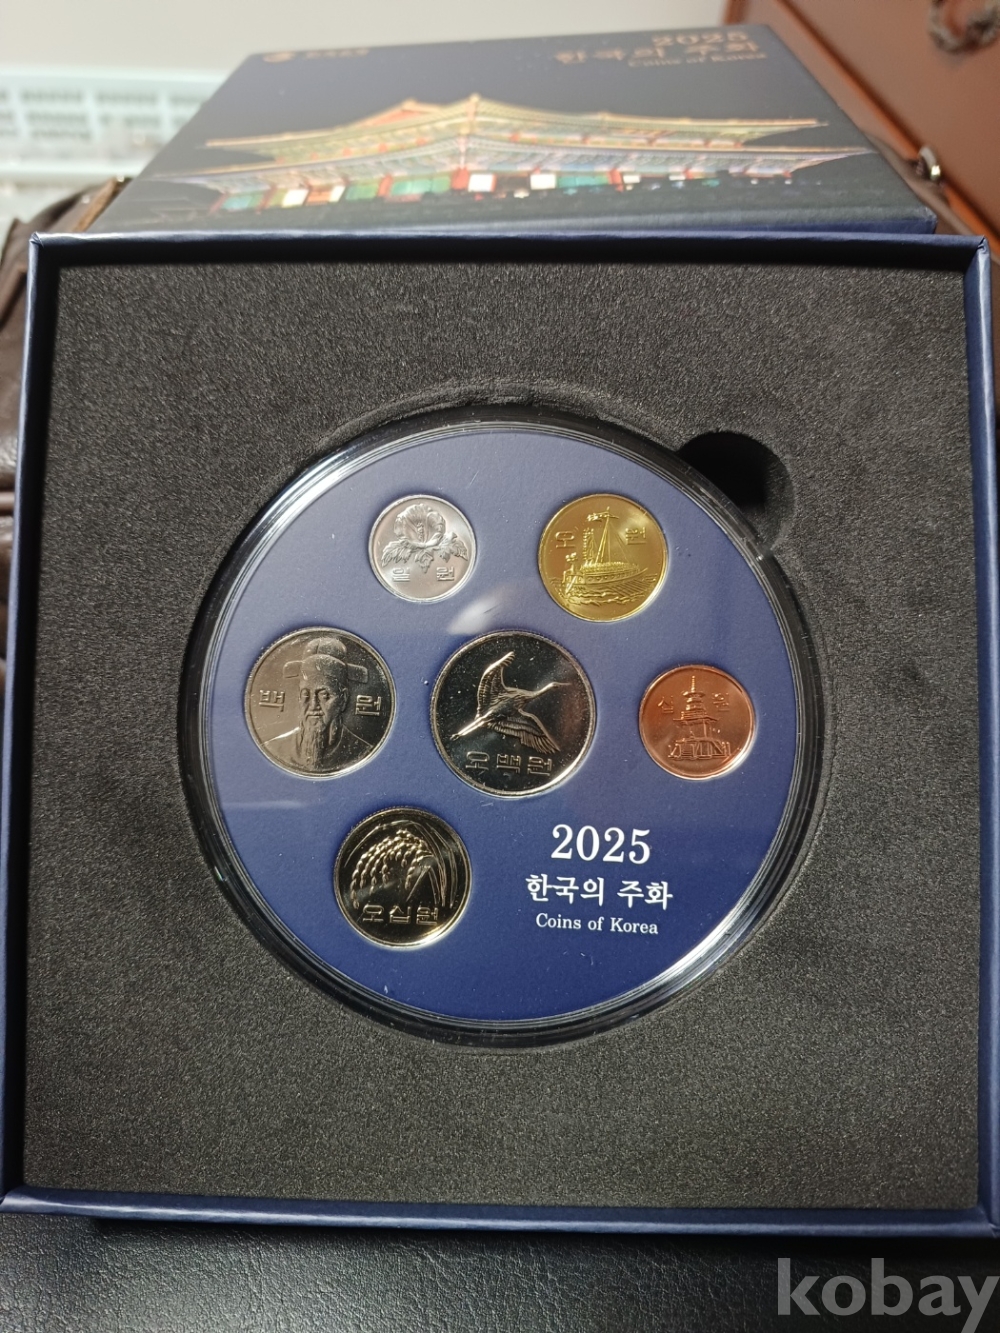 2025
한국의 주화
Coins of Korea
일 원
오 원
백 원
오백원
십 원
오십원
2025
한국의 주화
Coins of Korea
kobay